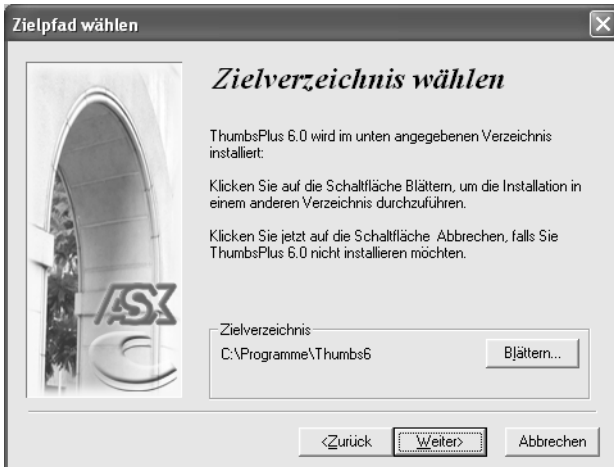 Zielpfad wählen
Zielverzeichnis wählen
ThumbsPlus 6.0 wird im unten angegebenen Verzeichnis
installiert:
Klicken Sie auf die Schaltfläche Blättern, um die Installation in
einem anderen Verzeichnis durchzuführen.
Klicken Sie jetzt auf die Schaltfläche  Abbrechen, falls Sie
ThumbsPlus 6.0 nicht installieren möchten.
Zielverzeichnis
C:\Programme\Thumbs6
Blättern...
<Zurück
Weiter>
Abbrechen